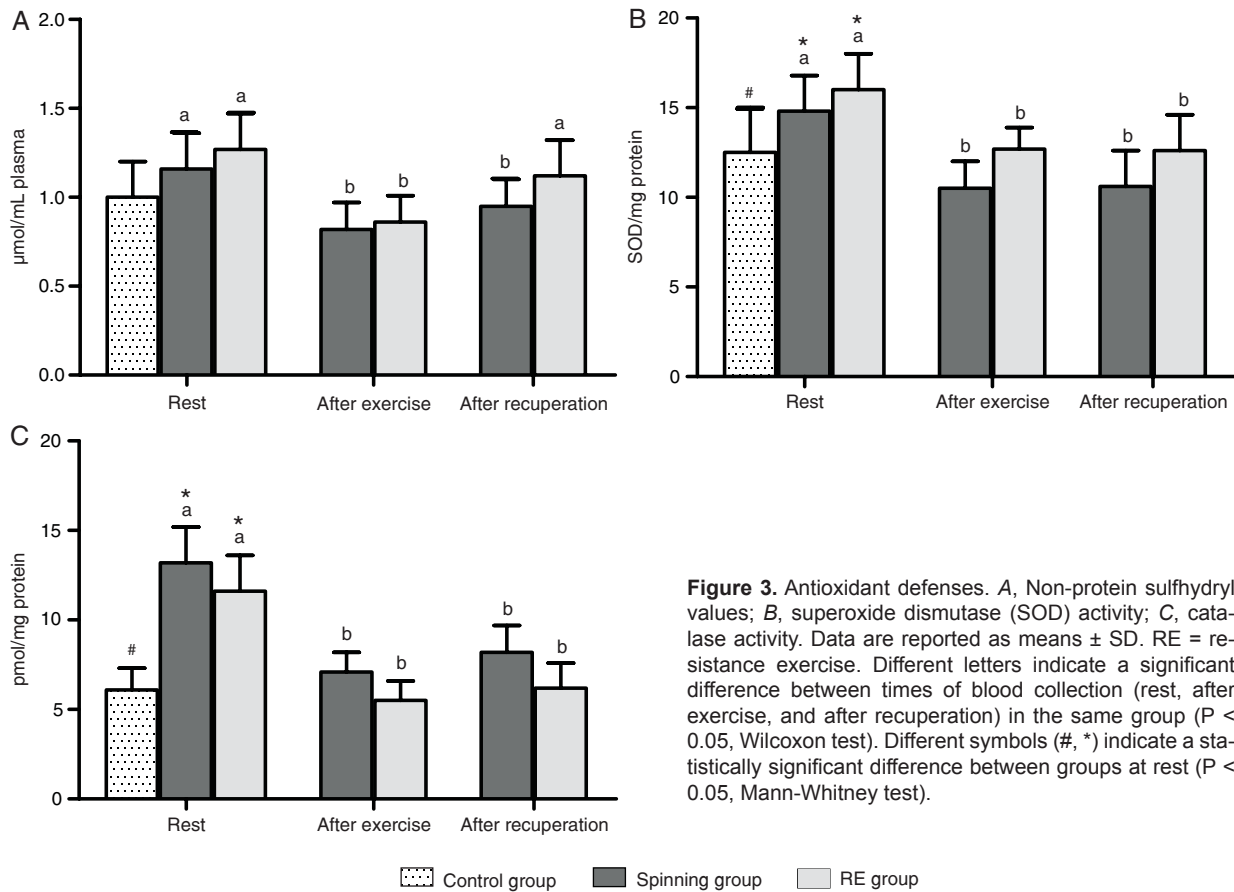 A
2.0
1.5
1.0
0.5
0.0
µmol/mL plasma
a
a
b
b
b
a
Rest
After exercise
After recuperation
B
20
15
10
5
0
SOD/mg protein
#
*
a
*
a
b
b
b
b
Rest
After exercise
After recuperation
C
20
15
10
5
0
pmol/mg protein
#
*
a
*
a
b
b
b
b
Rest
After exercise
After recuperation
Figure 3. Antioxidant defenses. A, Non-protein sulfhydryl
values; B, superoxide dismutase (SOD) activity; C, cata-
lase activity. Data are reported as means ± SD. RE = re-
sistance exercise. Different letters indicate a significant
difference between times of blood collection (rest, after
exercise, and after recuperation) in the same group (P <
0.05, Wilcoxon test). Different symbols (#, *) indicate a sta-
tistically significant difference between groups at rest (P <
0.05, Mann-Whitney test).
Control group
Spinning group
RE group